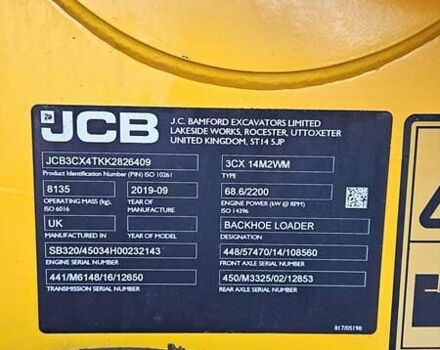 JCB
J.C. BAMFORD EXCAVATORS LIMITED
LAKESIDE WORKS, ROCESTER, UTTOXETER
UNITED KINGDOM, ST14 5JP
JCB3CX4TKK2826409
Product Identification Number (PIN) ISO 10261
3CX 14M2WM
TYPE
8135
OPERATING MASS (kg),
ISO 6016
2019-09
YEAR OF
MANUFACTURE
68.6/2200
ENGINE POWER (kW @ RPM)
ISO 14396
UK
MANUFACTURED IN
YEAR OF MODEL
BACKHOE LOADER
DESIGNATION
SB320/45034H00232143
ENGINE SERIAL NUMBER
448/57470/14/108560
FRONT AXLE SERIAL NUMBER
441/M6148/16/12650
TRANSMISSION SERIAL NUMBER
450/M3325/02/12853
REAR AXLE SERIAL NUMBER
817/05198